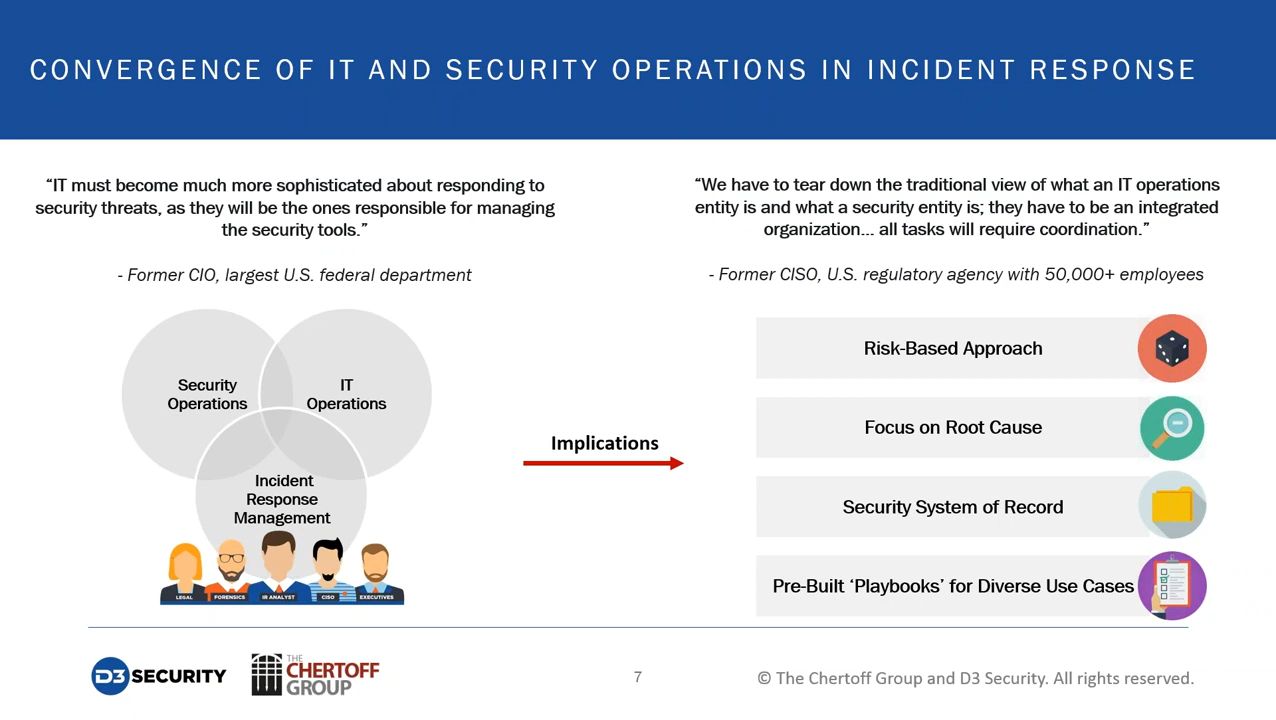 CONVERGENCE OF IT AND SECURITY OPERATIONS IN INCIDENT RESPONSE
“IT must become much more sophisticated about responding to
security threats, as they will be the ones responsible for managing
the security tools.”
- Former CIO, largest U.S. federal department
“We have to tear down the traditional view of what an IT operations
entity is and what a security entity is; they have to be an integrated
organization... all tasks will require coordination.”
- Former CISO, U.S. regulatory agency with 50,000+ employees
Security
Operations
IT
Operations
Incident
Response
Management
LEGAL
FORENSICS
IR ANALYST
CISO
EXECUTIVES
Implications
Risk-Based Approach
Focus on Root Cause
Security System of Record
Pre-Built ‘Playbooks’ for Diverse Use Cases
D3 SECURITY
THE
CHERTOFF
GROUP
7
© The Chertoff Group and D3 Security. All rights reserved.